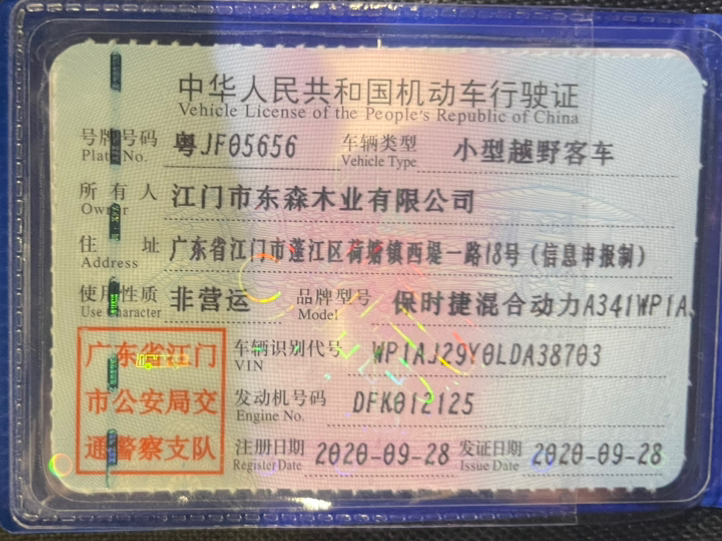 中华人民共和国机动车行驶证
Vehicle License of the People's Republic of China
号牌号码 粤JF05656 车辆类型 小型越野客车
Plate No. Vehicle Type
所有人 江门市东森木业有限公司
Owner
住址 广东省江门市蓬江区荷塘镇西堤一路18号(信息申报制)
Address
使用性质 非营运 品牌型号 保时捷混合动力A341WP1A
Use Character Model
广东省江门 车辆识别代号 WP1AJ29Y0LDA38703
VIN
市公安局交 发动机号码 DFK012125
Engine No.
通警察支队 注册日期 2020-09-28 发证日期 2020-09-28
Register Date Issue Date